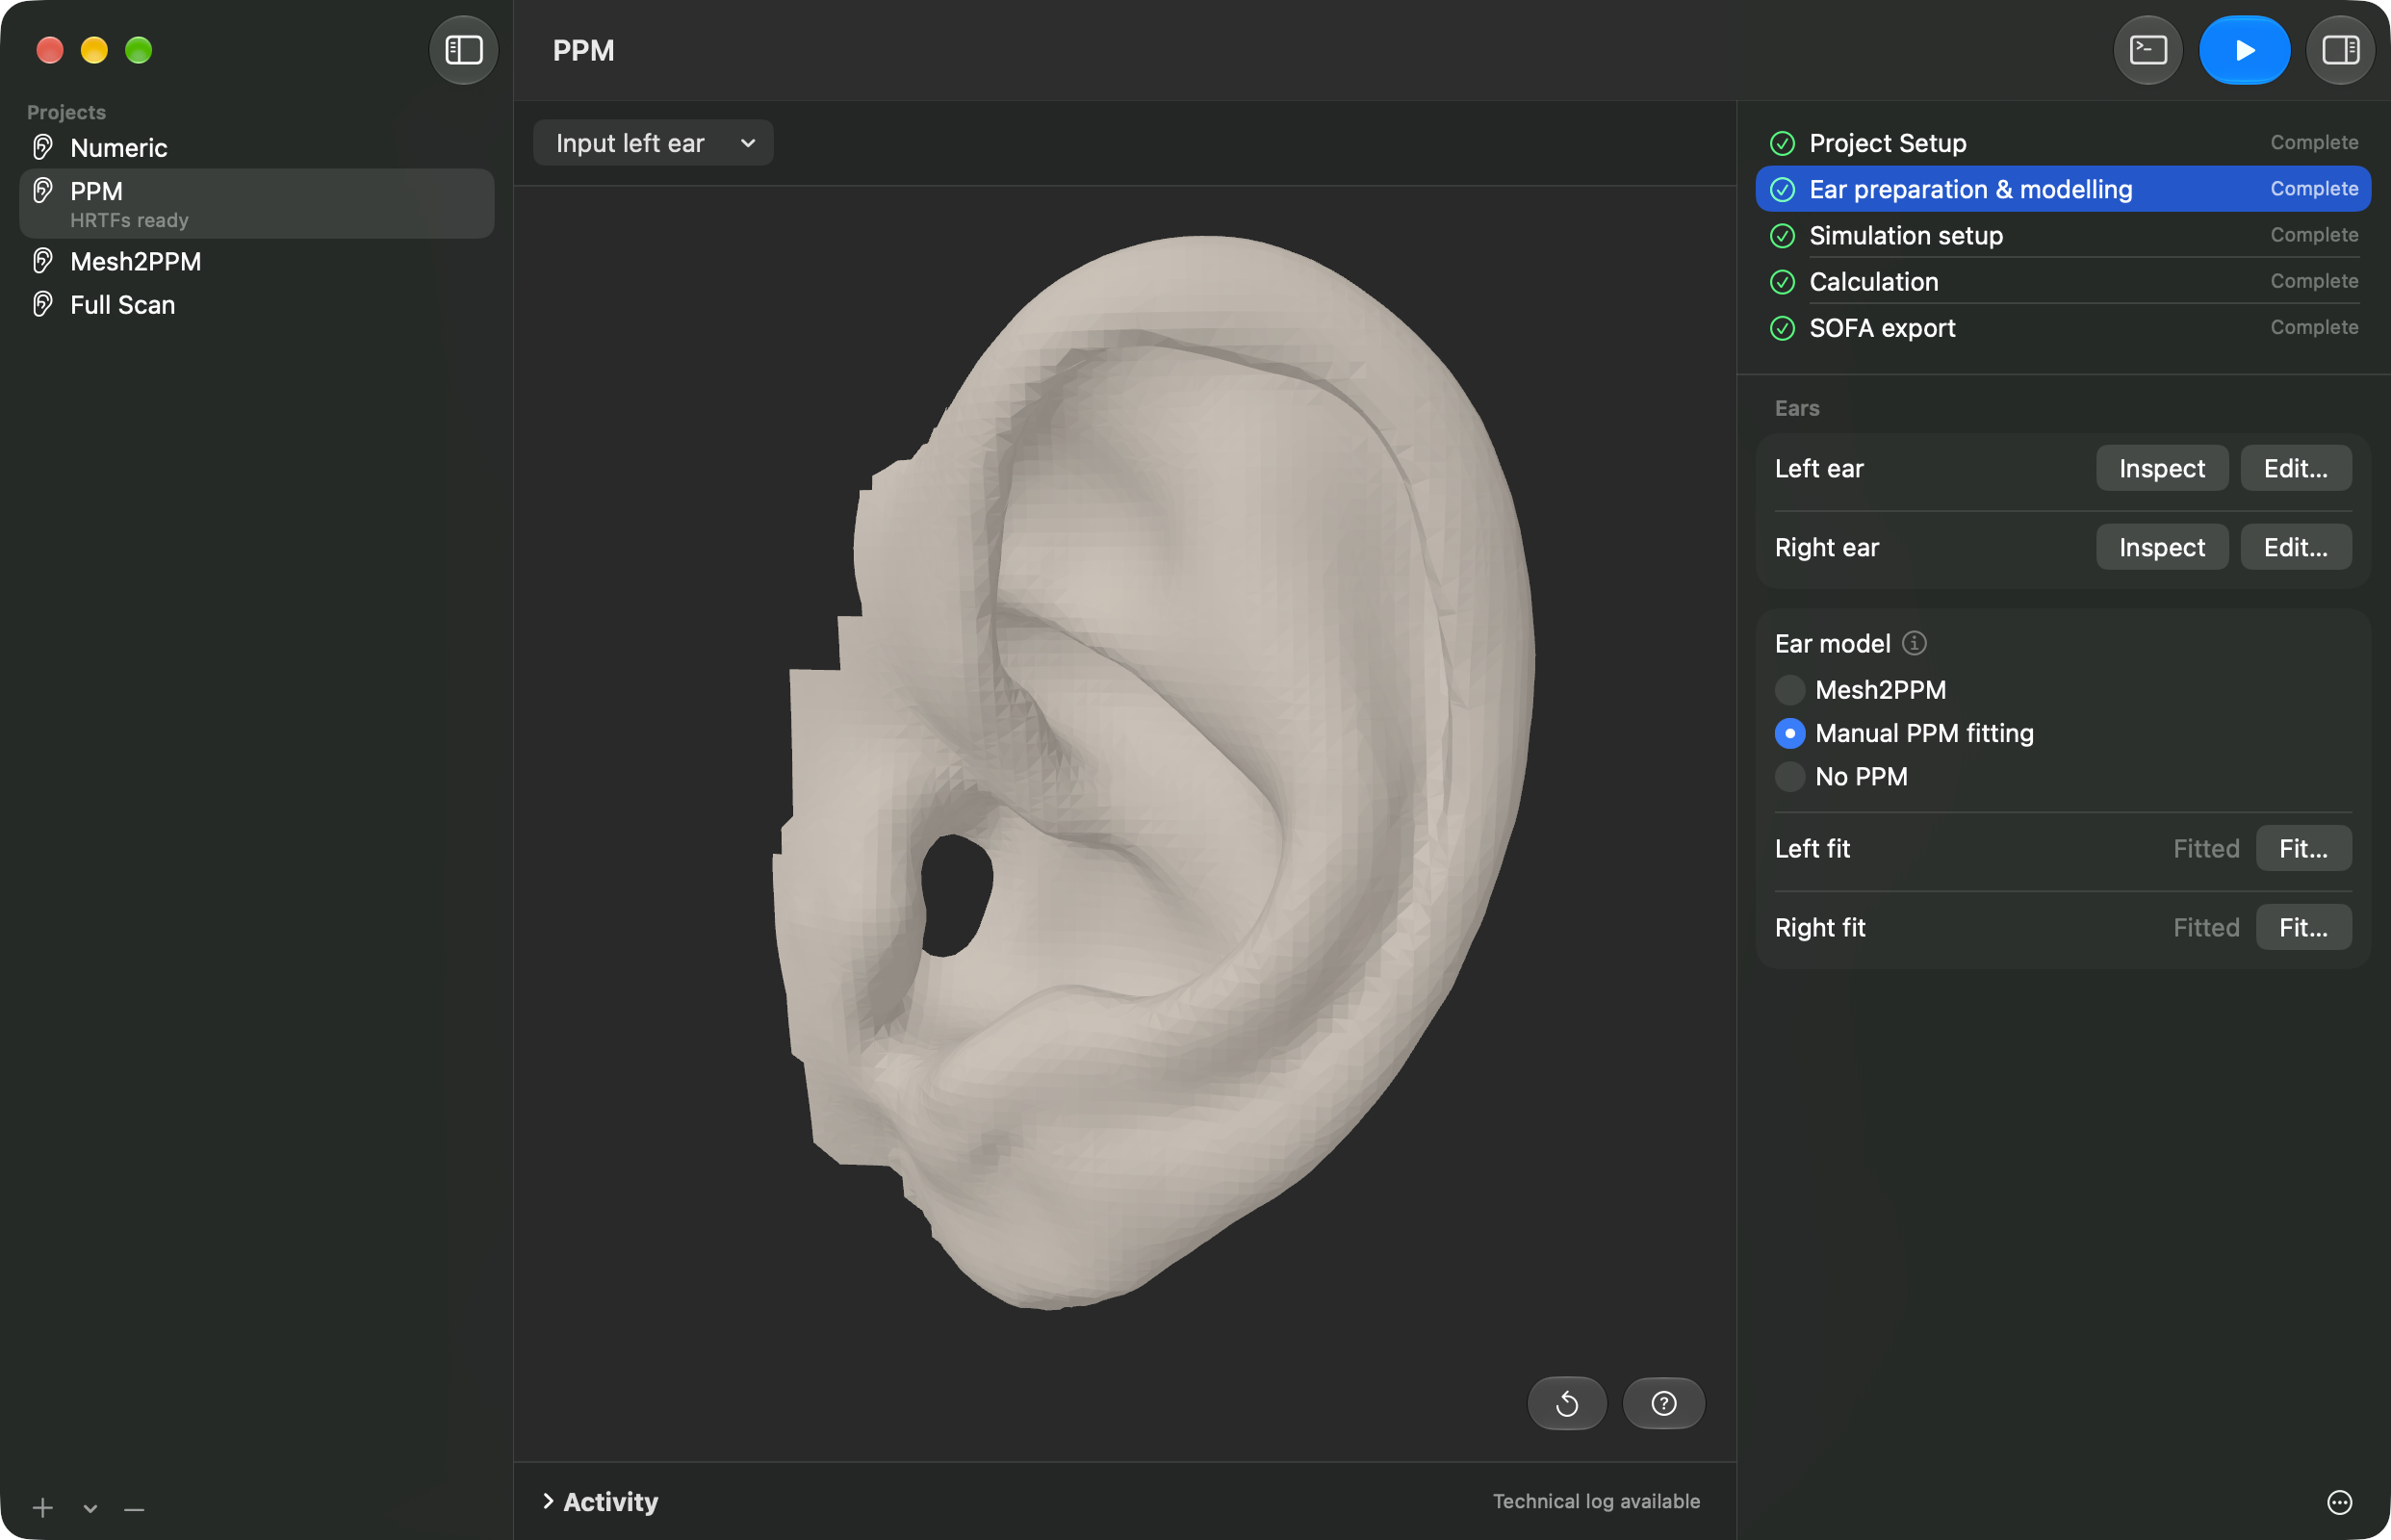 PPM
Projects
Numeric
PPM
HRTFs ready
Mesh2PPM
Full Scan
Input left ear
Project Setup Complete
Ear preparation & modelling Complete
Simulation setup Complete
Calculation Complete
SOFA export Complete
Ears
Left ear Inspect Edit...
Right ear Inspect Edit...
Ear model
Mesh2PPM
Manual PPM fitting
No PPM
Left fit Fitted Fit...
Right fit Fitted Fit...
Activity Technical log available